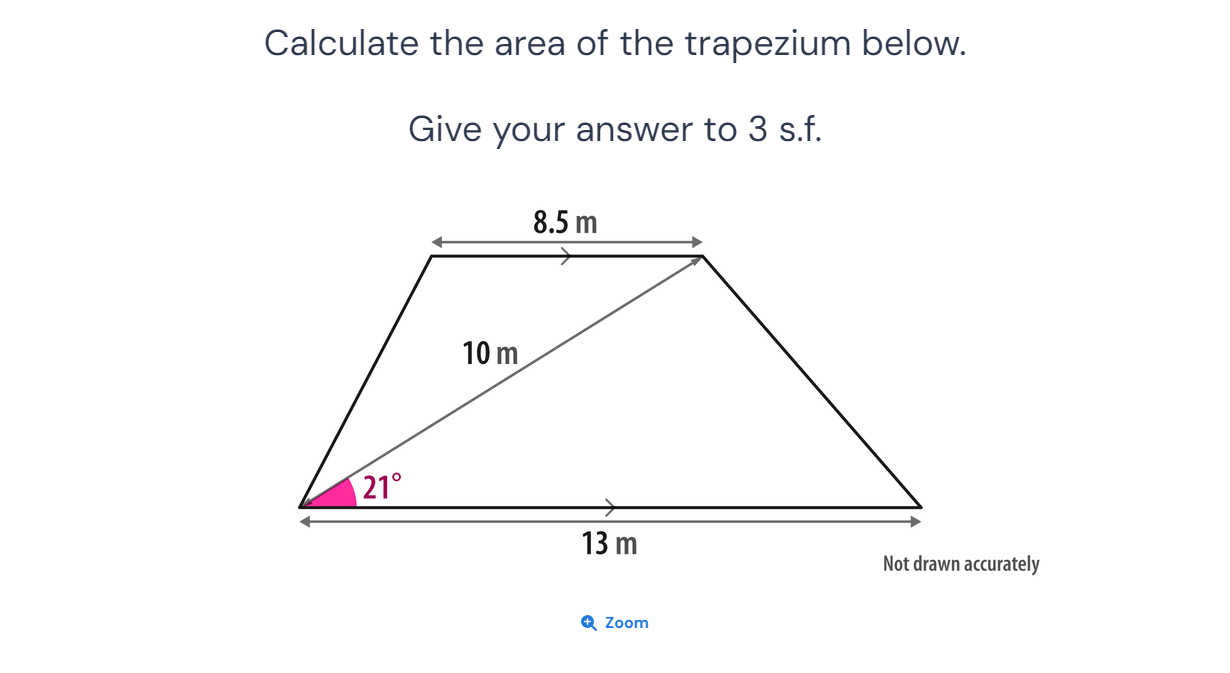 Calculate the area of the trapezium below.
Give your answer to 3 s.f.
8.5 m
10 m
21°
13 m
Not drawn accurately
Zoom